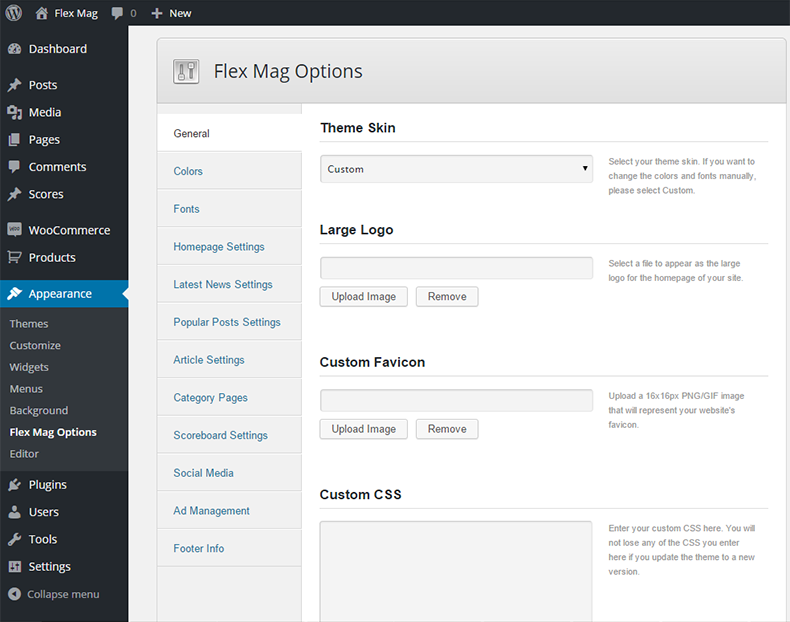 Flex Mag
0
New
Dashboard
Posts
Media
Pages
Comments
Scores
WOO
WooCommerce
Products
Appearance
Themes
Customize
Widgets
Menus
Background
Flex Mag Options
Editor
Plugins
Users
Tools
Settings
Collapse menu
Flex Mag Options
General
Colors
Fonts
Homepage Settings
Latest News Settings
Popular Posts Settings
Article Settings
Category Pages
Scoreboard Settings
Social Media
Ad Management
Footer Info
Theme Skin
Custom
Select your theme skin. If you want to
change the colors and fonts manually,
please select Custom.
Large Logo
Select a file to appear as the large
logo for the homepage of your site.
Upload Image
Remove
Custom Favicon
Upload a 16x16px PNG/GIF image
that will represent your website's
favicon.
Upload Image
Remove
Custom CSS
Enter your custom CSS here. You will
not lose any of the CSS you enter
here if you update the theme to a new
version.